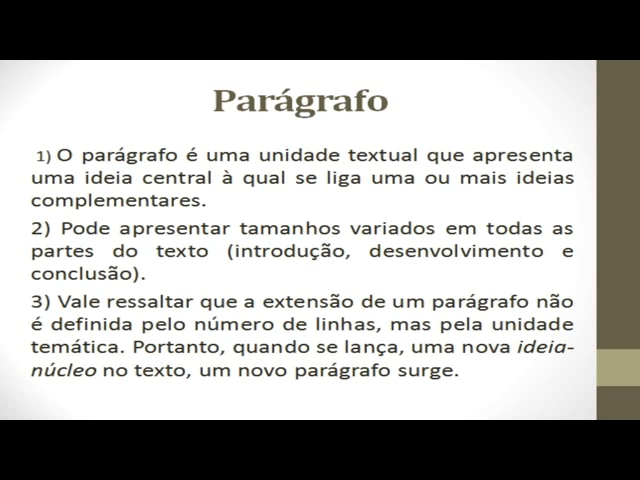 Parágrafo
1) O parágrafo é uma unidade textual que apresenta
uma ideia central à qual se liga uma ou mais ideias
complementares.
2) Pode apresentar tamanhos variados em todas as
partes do texto (introdução, desenvolvimento e
conclusão).
3) Vale ressaltar que a extensão de um parágrafo não
é definida pelo número de linhas, mas pela unidade
temática. Portanto, quando se lança, uma nova ideia-
núcleo no texto, um novo parágrafo surge.